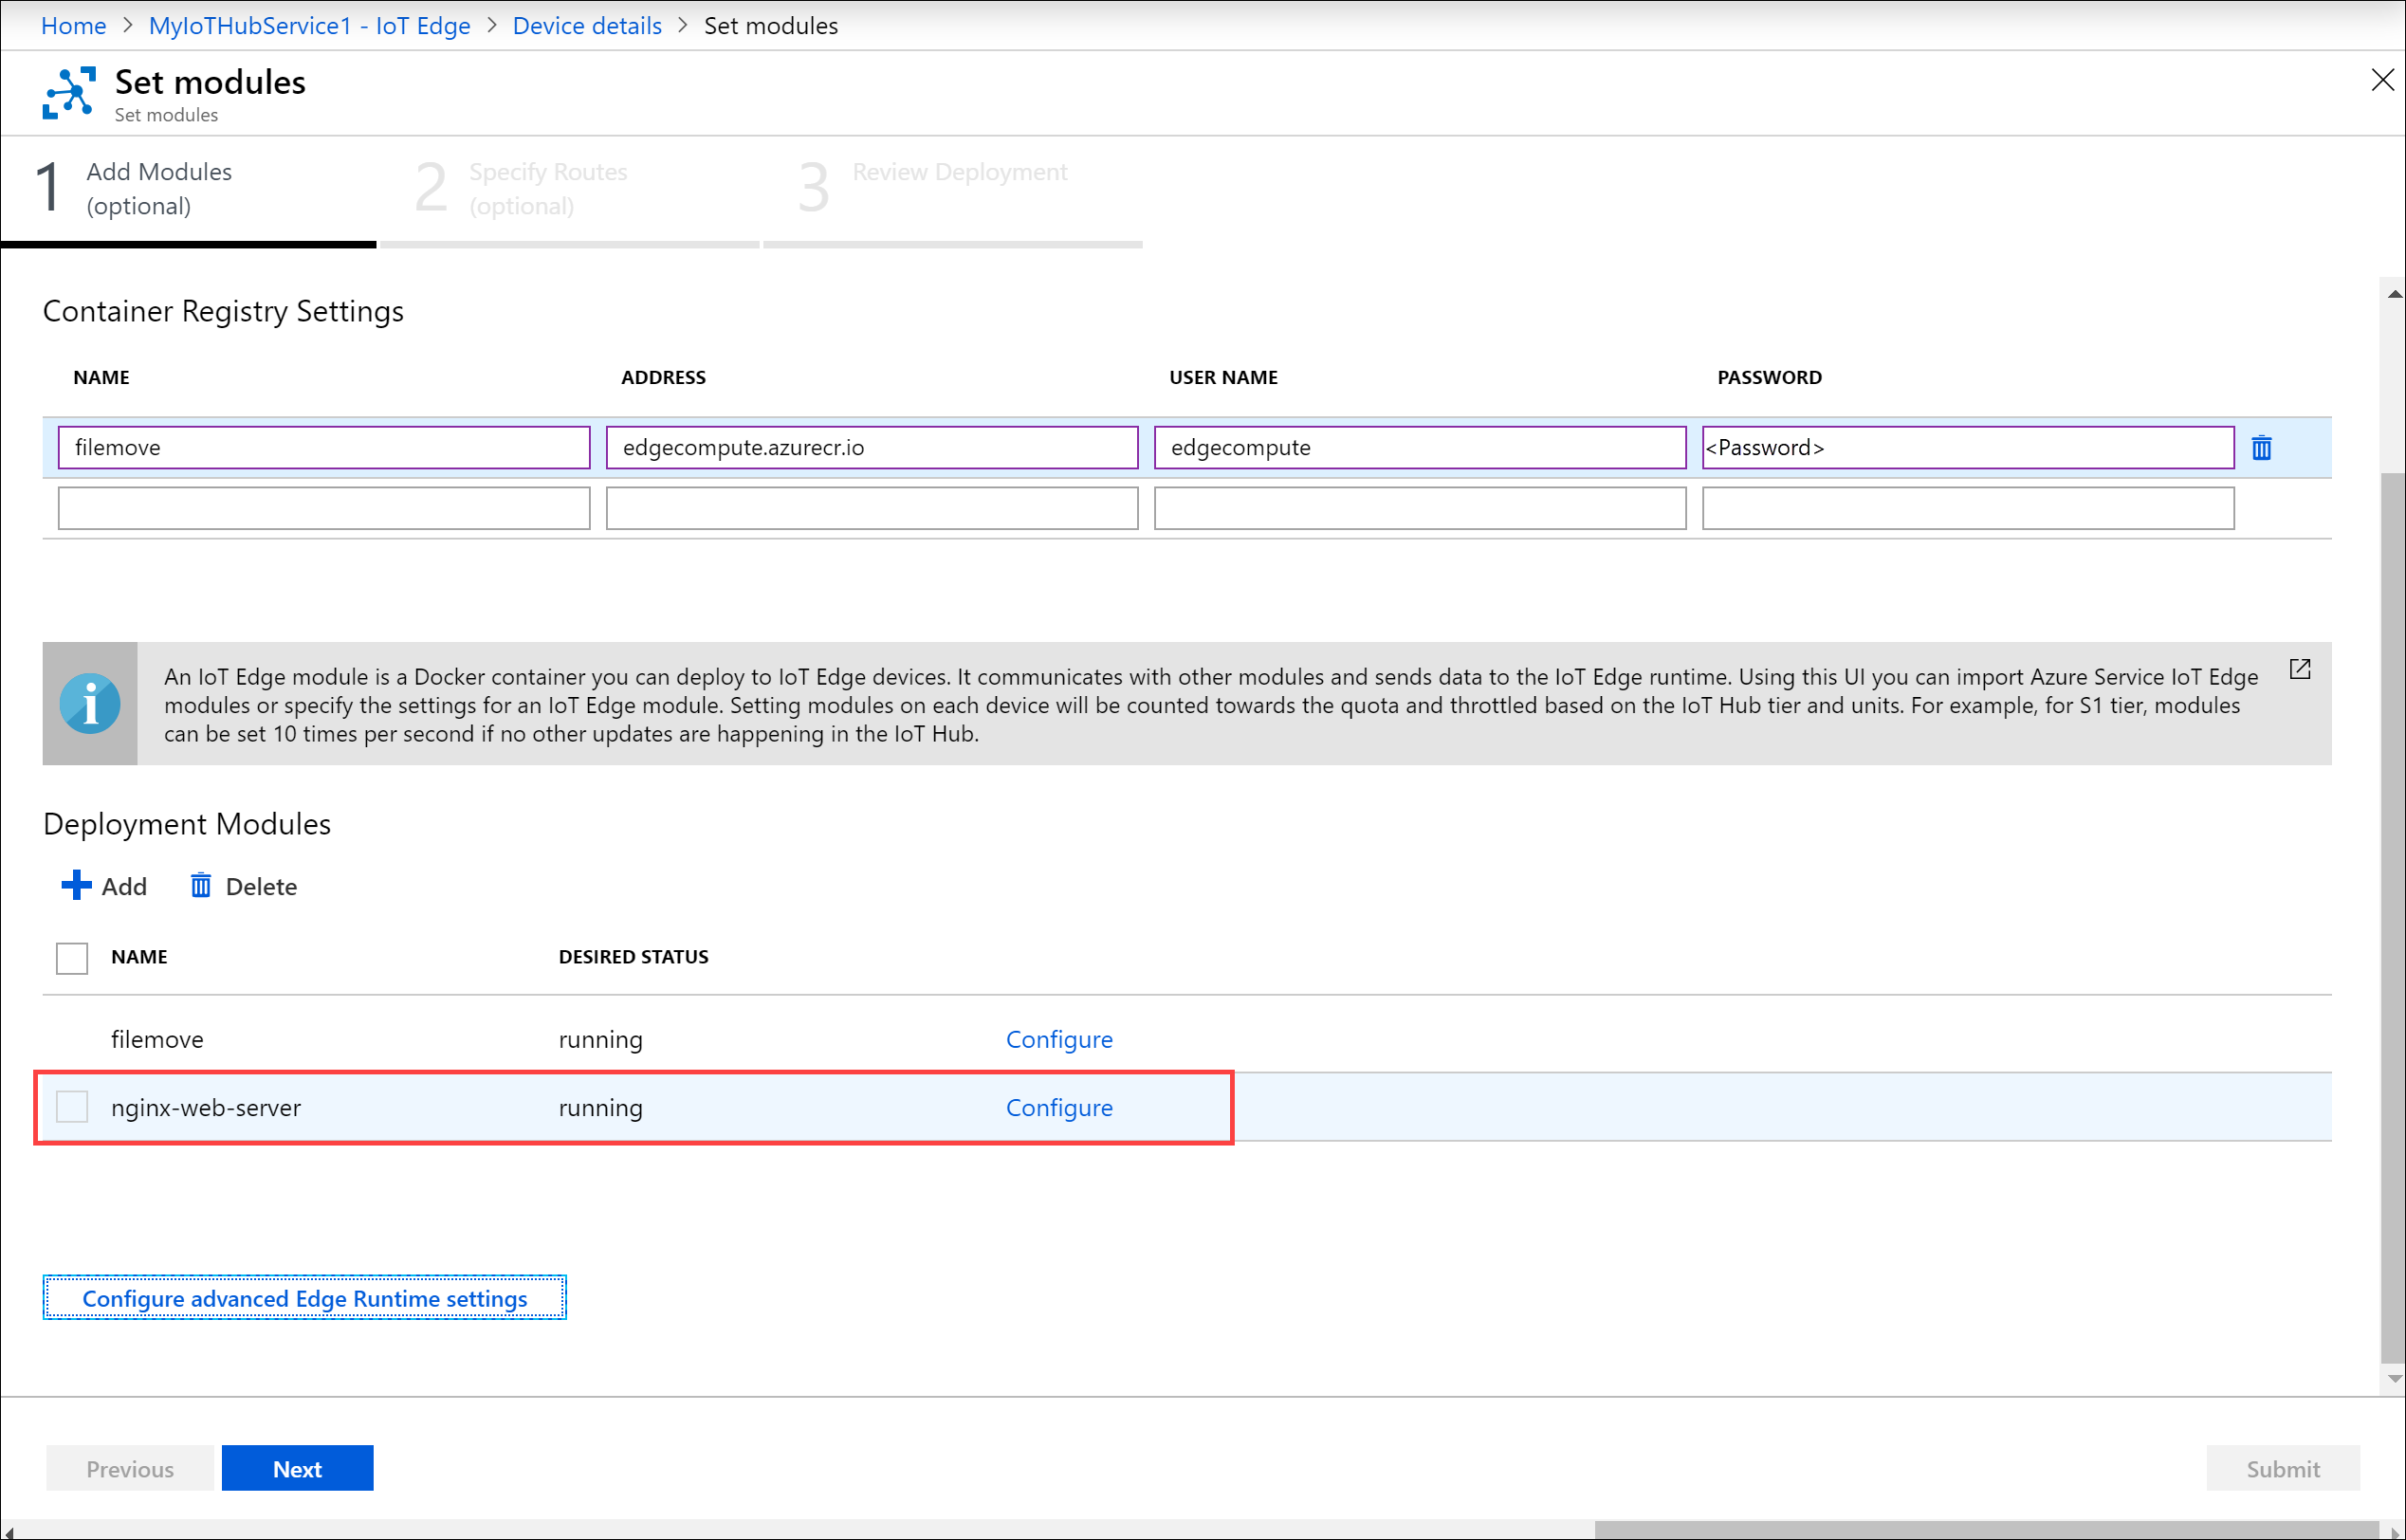 Home > MyIoTHubService1 - IoT Edge > Device details > Set modules
Set modules
Set modules
1 Add Modules
(optional)
2 Specify Routes
(optional)
3 Review Deployment
Container Registry Settings
NAME ADDRESS USER NAME PASSWORD
filemove edgecompute.azurecr.io edgecompute <Password>
An IoT Edge module is a Docker container you can deploy to IoT Edge devices. It communicates with other modules and sends data to the IoT Edge runtime. Using this UI you can import Azure Service IoT Edge
modules or specify the settings for an IoT Edge module. Setting modules on each device will be counted towards the quota and throttled based on the IoT Hub tier and units. For example, for S1 tier, modules
can be set 10 times per second if no other updates are happening in the IoT Hub.
Deployment Modules
Add Delete
NAME DESIRED STATUS
filemove running Configure
nginx-web-server running Configure
Configure advanced Edge Runtime settings
Previous Next Submit